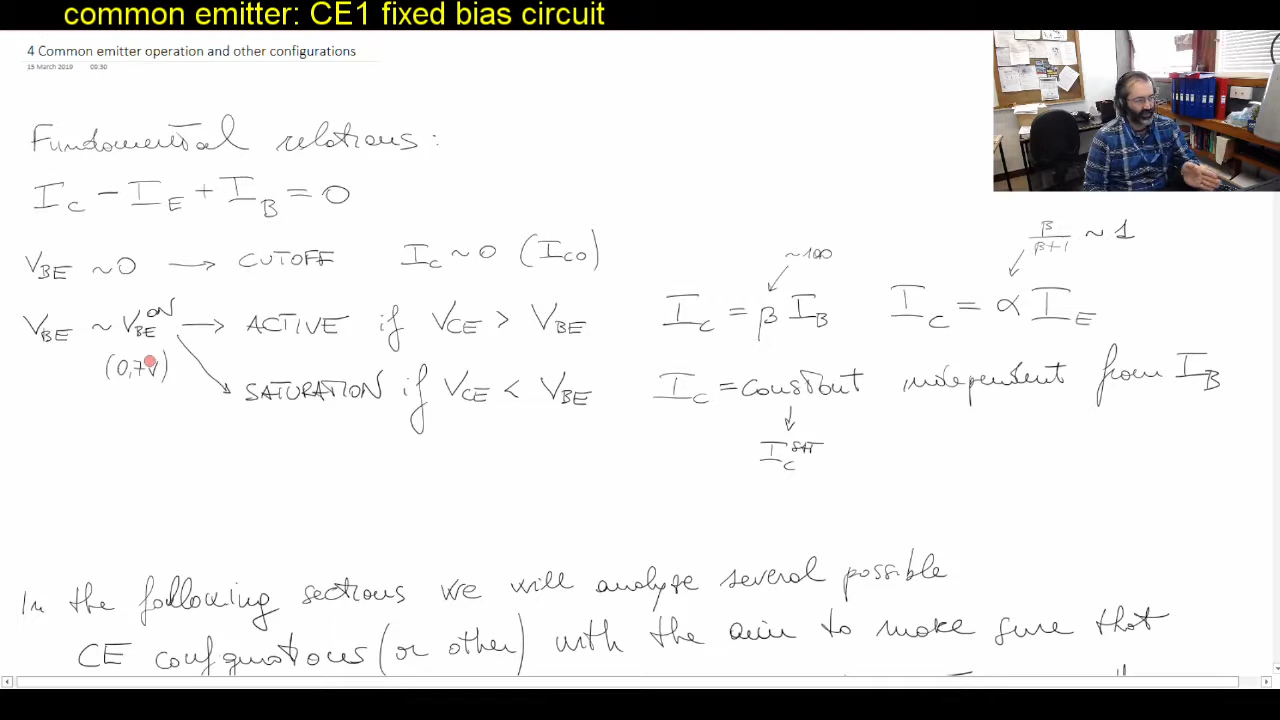 common emitter: CE1 fixed bias circuit
4 Common emitter operation and other configurations
15 March 2019 09:30
Fundamental relations:
I_C - I_E + I_B = 0
V_BE ~0 → CUTOFF I_C ~ 0 (I_CO)
β/(β+1) ~ 1
~100
V_BE ~ V_BE^ON → ACTIVE if V_CE > V_BE I_C = β I_B I_C = α I_E
(0,7V)
SATURATION if V_CE < V_BE I_C = constant independent from I_B
I_C^SAT
In the following sections we will analyse several possible
CE configurations (or other) with the aim to make sure that